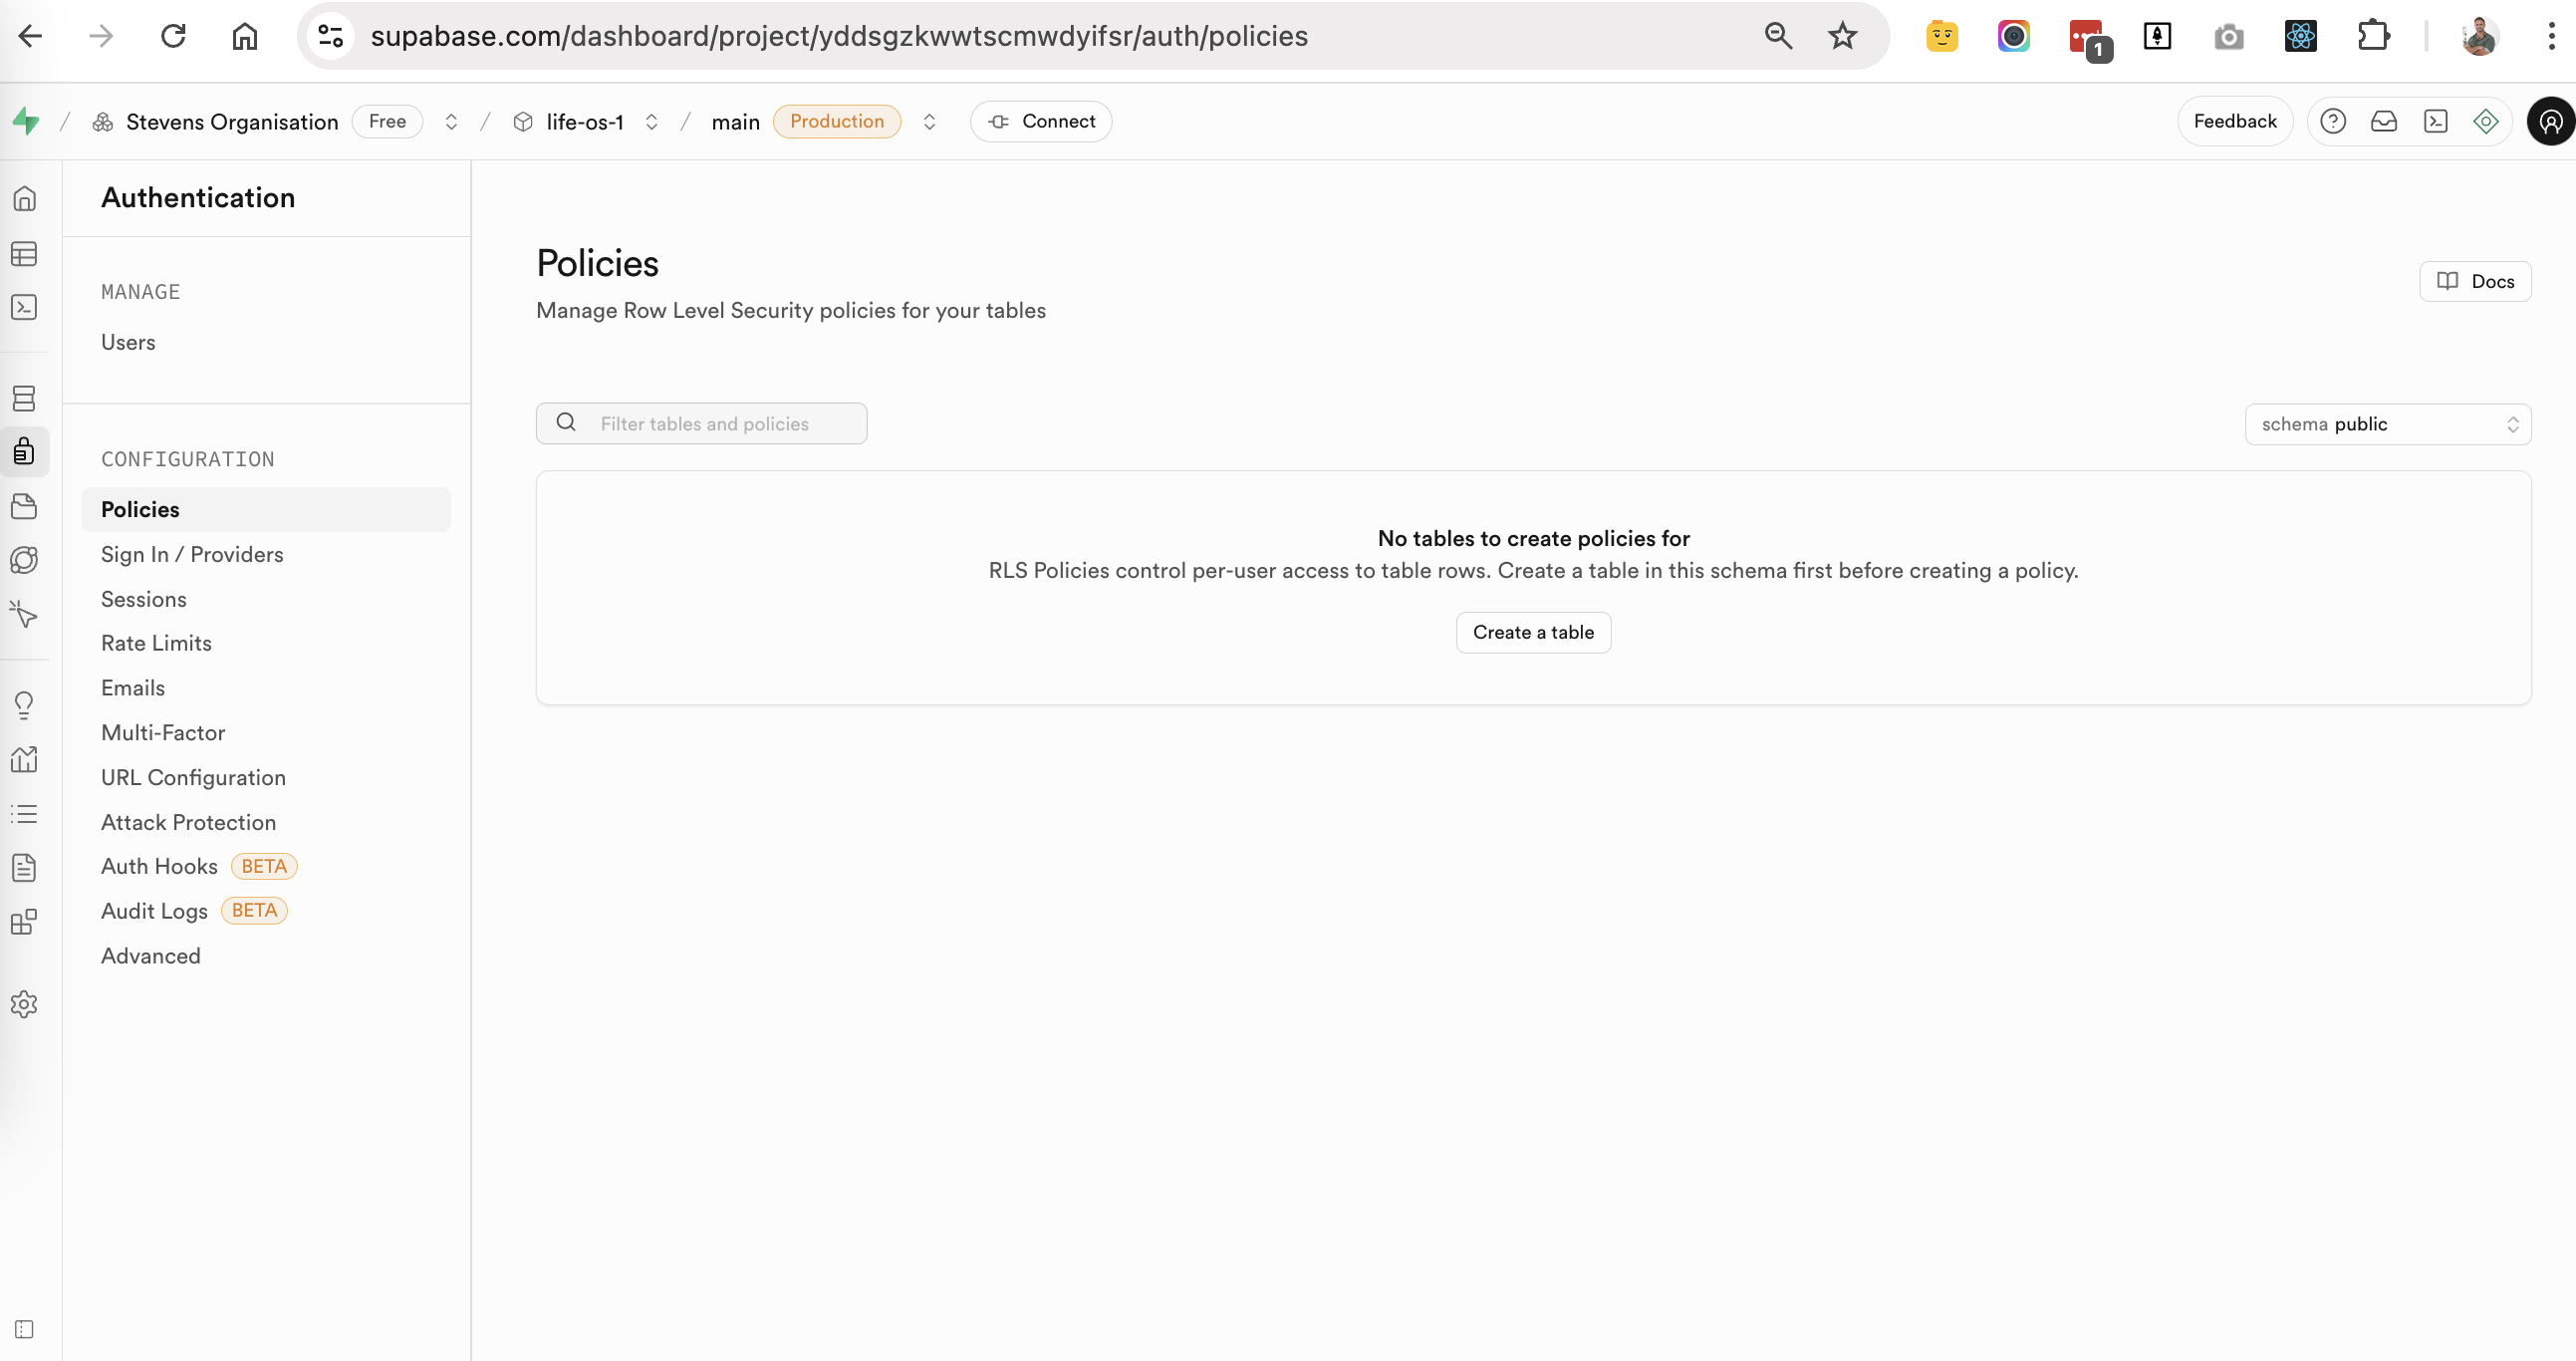 supabase.com/dashboard/project/yddsgzkwwtscmwdyifsr/auth/policies
1
/ Stevens Organisation Free / life-os-1 / main Production Connect Feedback
Authentication
MANAGE
Users
CONFIGURATION
Policies
Sign In / Providers
Sessions
Rate Limits
Emails
Multi-Factor
URL Configuration
Attack Protection
Auth Hooks BETA
Audit Logs BETA
Advanced
Policies
Manage Row Level Security policies for your tables
Docs
Filter tables and policies
schema public
No tables to create policies for
RLS Policies control per-user access to table rows. Create a table in this schema first before creating a policy.
Create a table